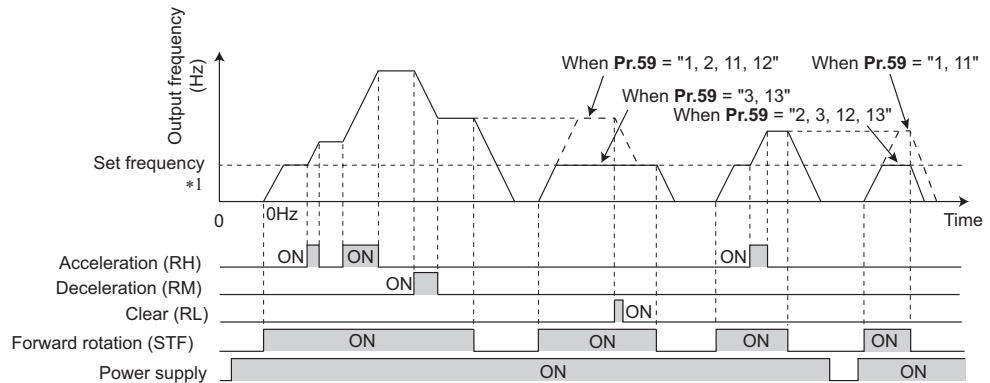 Output frequency
(Hz)
When Pr.59 = "1, 2, 11, 12"
When Pr.59 = "1, 11"
When Pr.59 = "3, 13"
When Pr.59 = "2, 3, 12, 13"
Set frequency
*1
0
0Hz
Time
Acceleration (RH)
ON
ON
ON
Deceleration (RM)
ON
Clear (RL)
ON
Forward rotation (STF)
ON
ON
ON
ON
Power supply
ON
ON